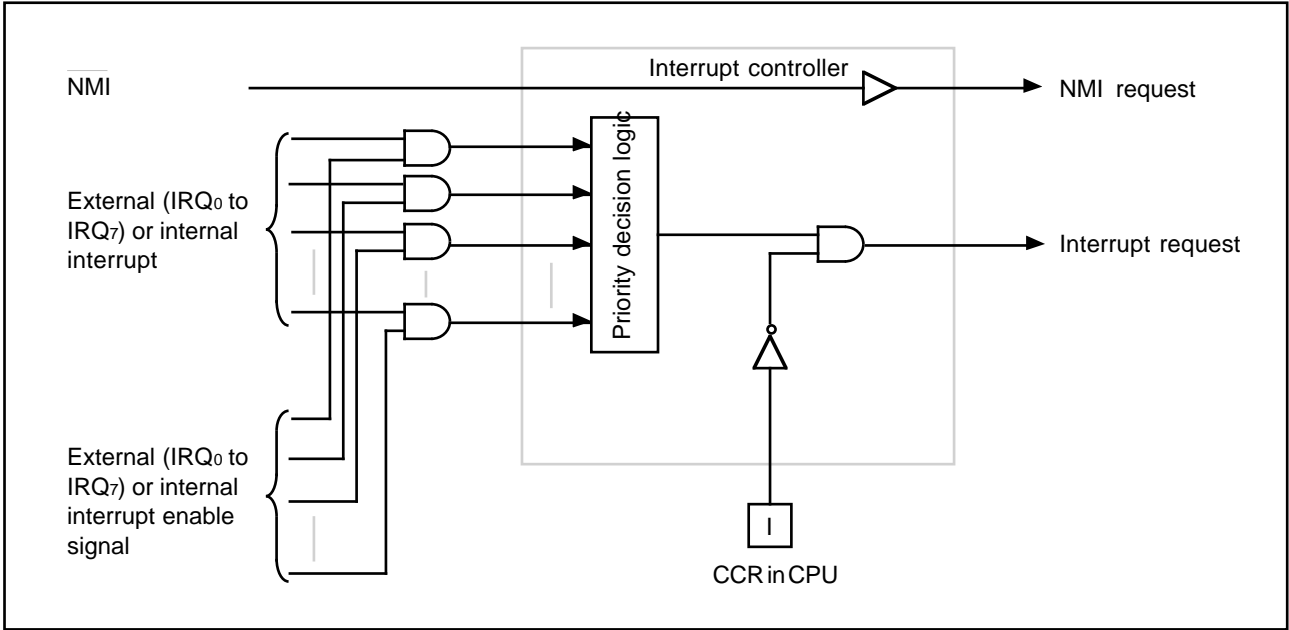 Interrupt controller
N̅M̅I̅
NMI request
Priority decision logic
External (IRQ0 to
IRQ7) or internal
interrupt
Interrupt request
External (IRQ0 to
IRQ7) or internal
interrupt enable
signal
I
CCR in CPU